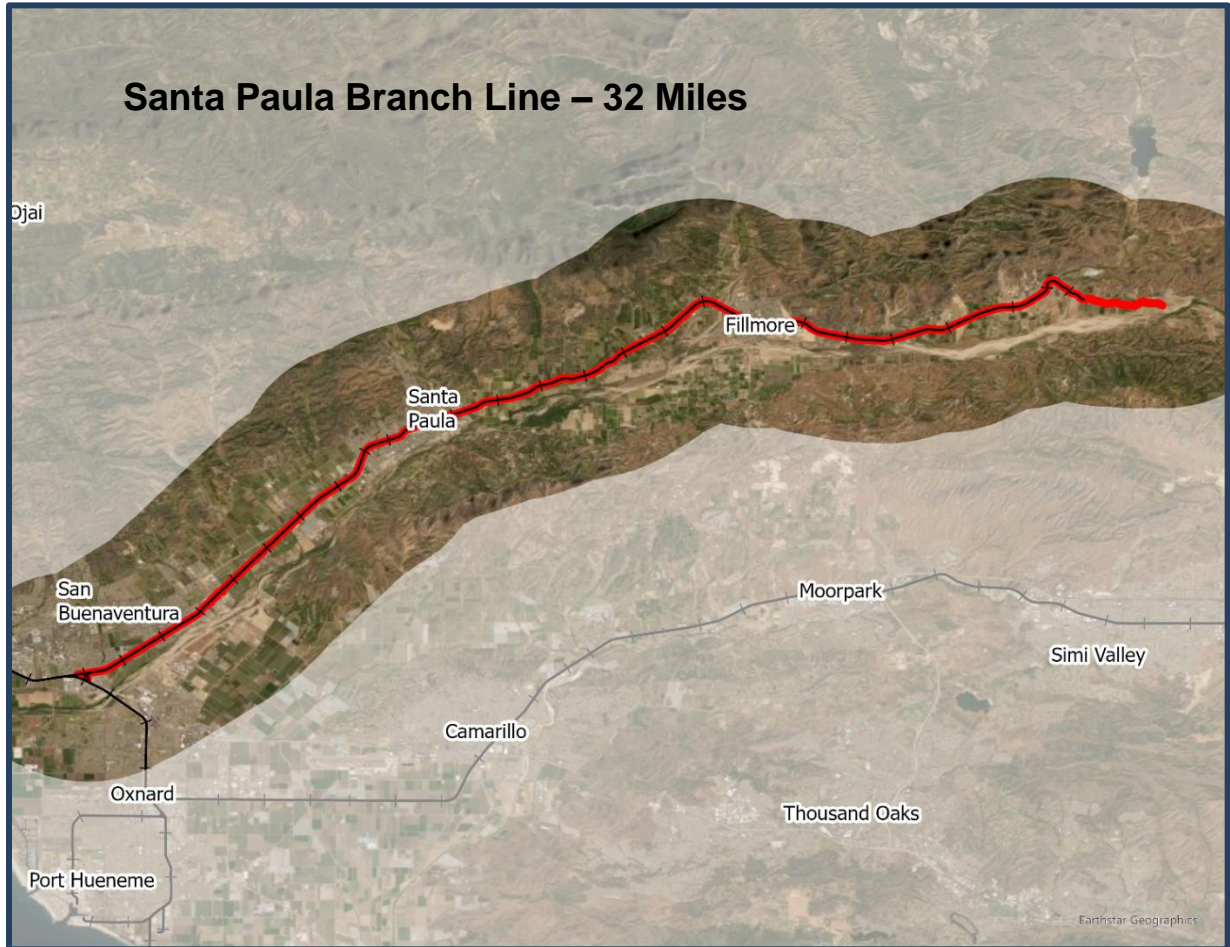 Santa Paula Branch Line – 32 Miles
Ojai
Fillmore
Santa
Paula
San
Buenaventura
Moorpark
Simi Valley
Camarillo
Oxnard
Thousand Oaks
Port Hueneme
Earthstar Geographics